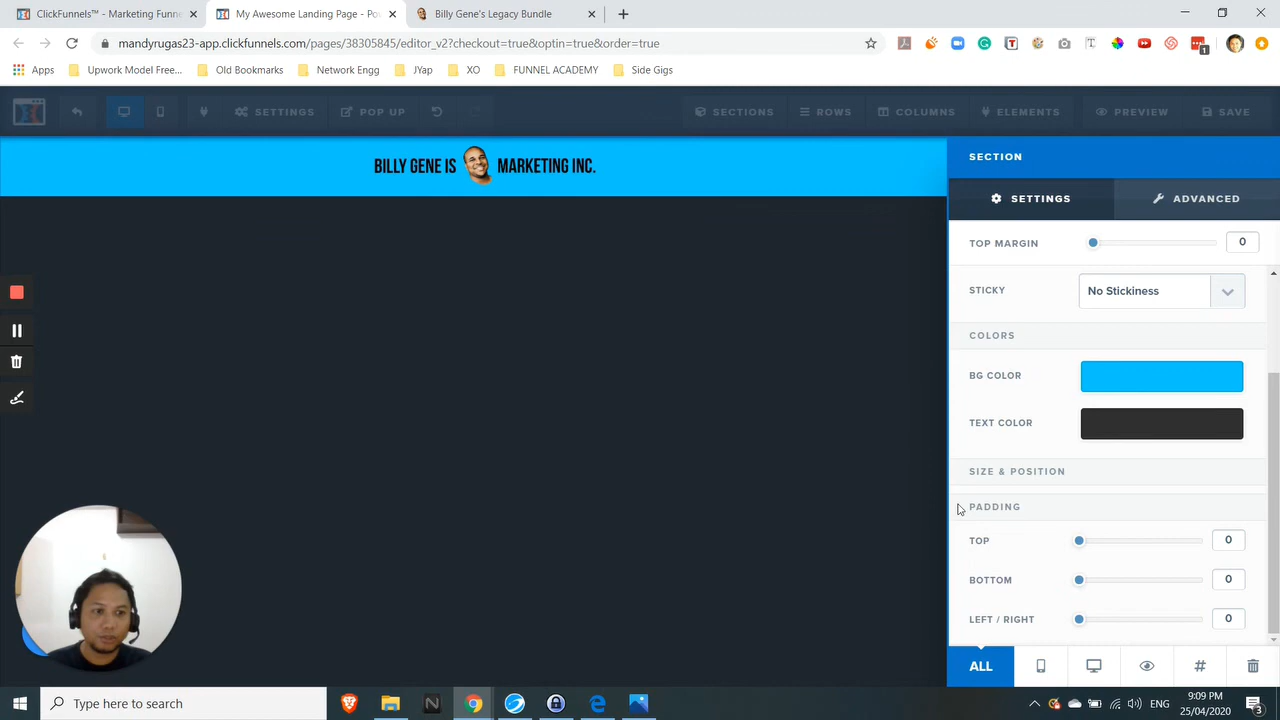 ClickFunnels™ - Marketing Funne
My Awesome Landing Page - Po
Billy Gene's Legacy Bundle
mandyrugas23-app.clickfunnels.com/pages/38305845/editor_v2?checkout=true&optin=true&order=true
1
Apps
Upwork Model Free...
Old Bookmarks
Network Engg
JYap
XO
FUNNEL ACADEMY
Side Gigs
SETTINGS
POP UP
SECTIONS
ROWS
COLUMNS
ELEMENTS
PREVIEW
SAVE
BILLY GENE IS MARKETING INC.
SECTION
SETTINGS
ADVANCED
TOP MARGIN
0
STICKY
No Stickiness
COLORS
BG COLOR
TEXT COLOR
SIZE & POSITION
PADDING
TOP
0
BOTTOM
0
LEFT / RIGHT
0
ALL
#
Type here to search
ENG
9:09 PM
25/04/2020
3